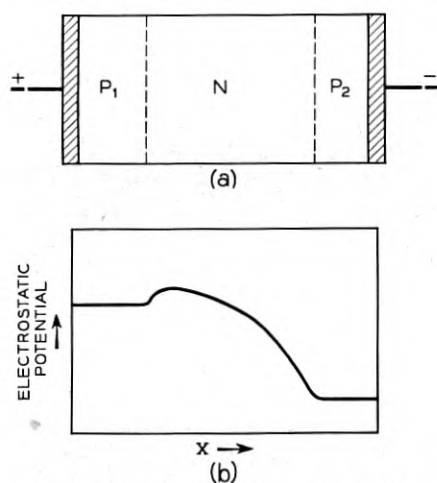 + P1 N P2 −
(a)
ELECTROSTATIC
POTENTIAL
X
(b)